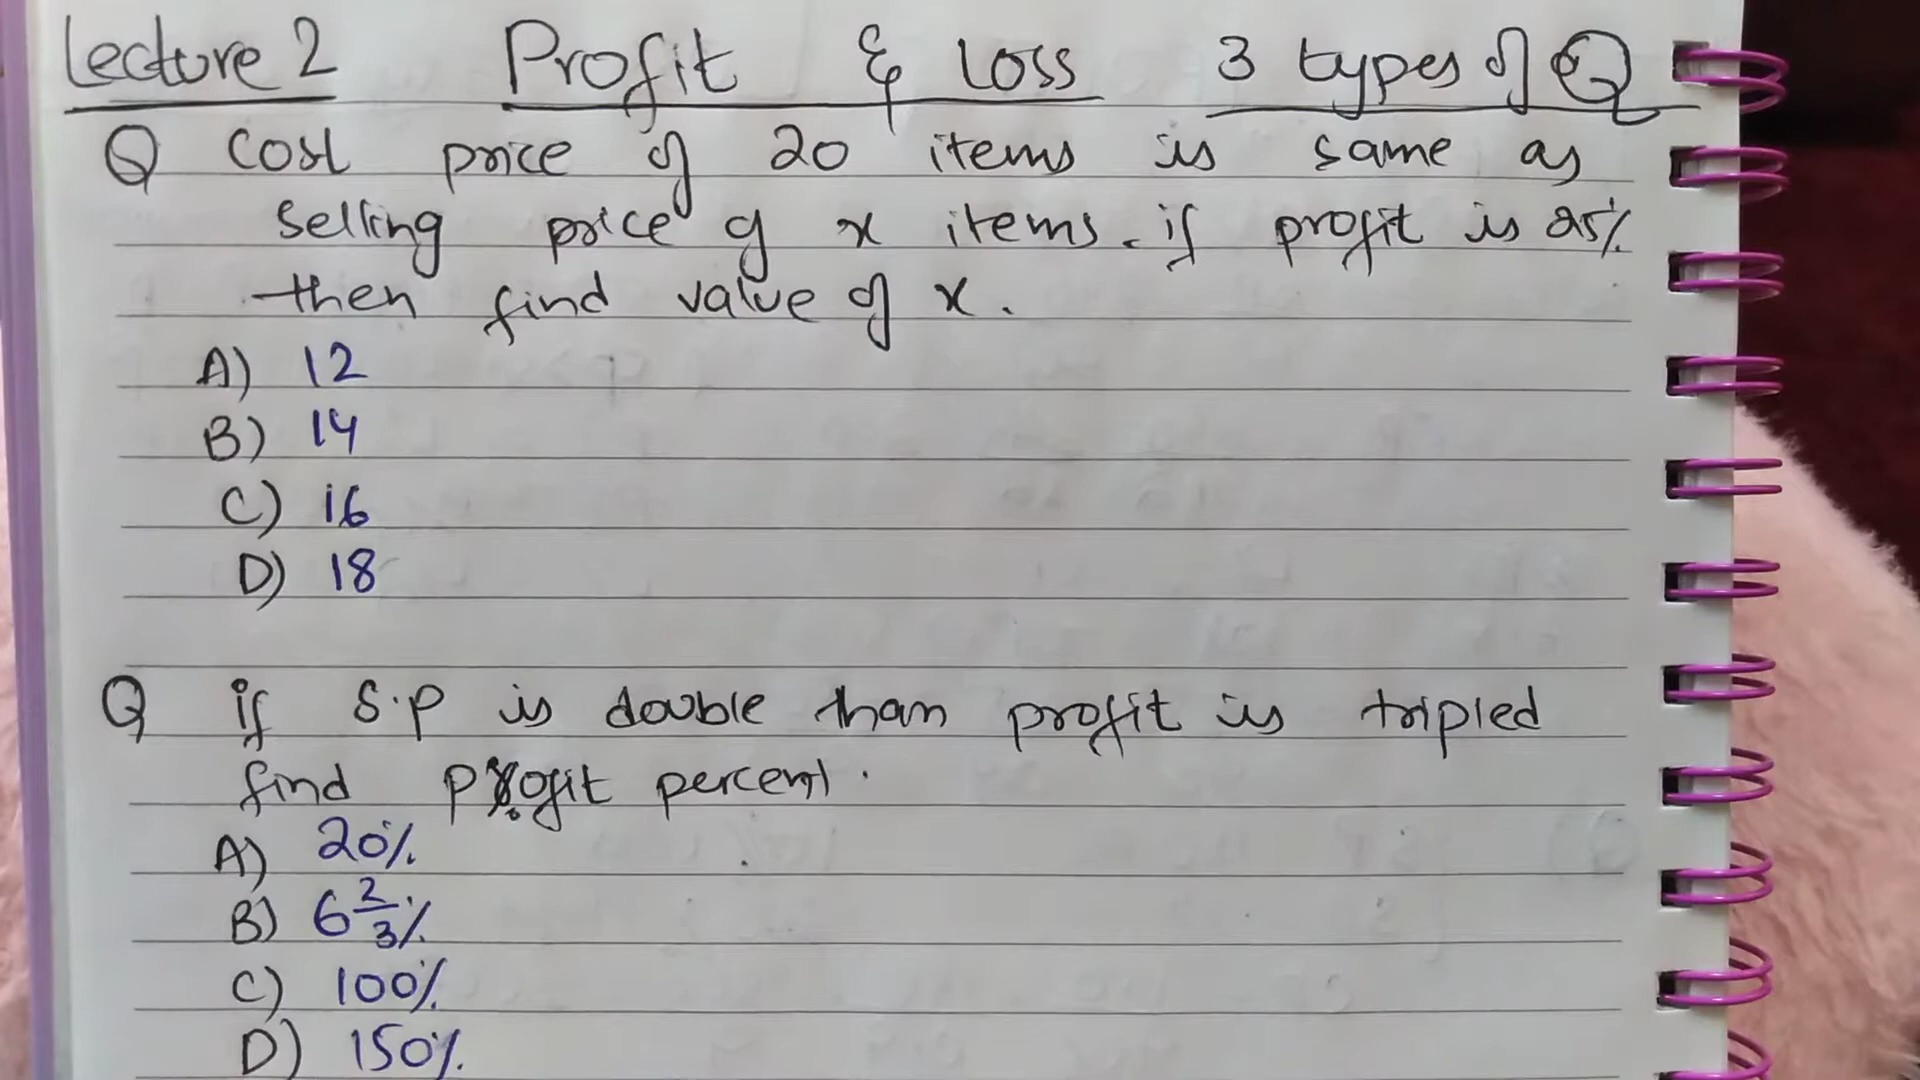 Lecture 2 Profit & Loss 3 types of Q
Q Cost price of 20 items is same as
selling price of x items. if profit is 25%
then find value of x.
A) 12
B) 14
C) 16
D) 18
Q if S.P is double than profit is tripled
find profit percent.
A) 20%
B) 6 2/3%
C) 100%
D) 150%